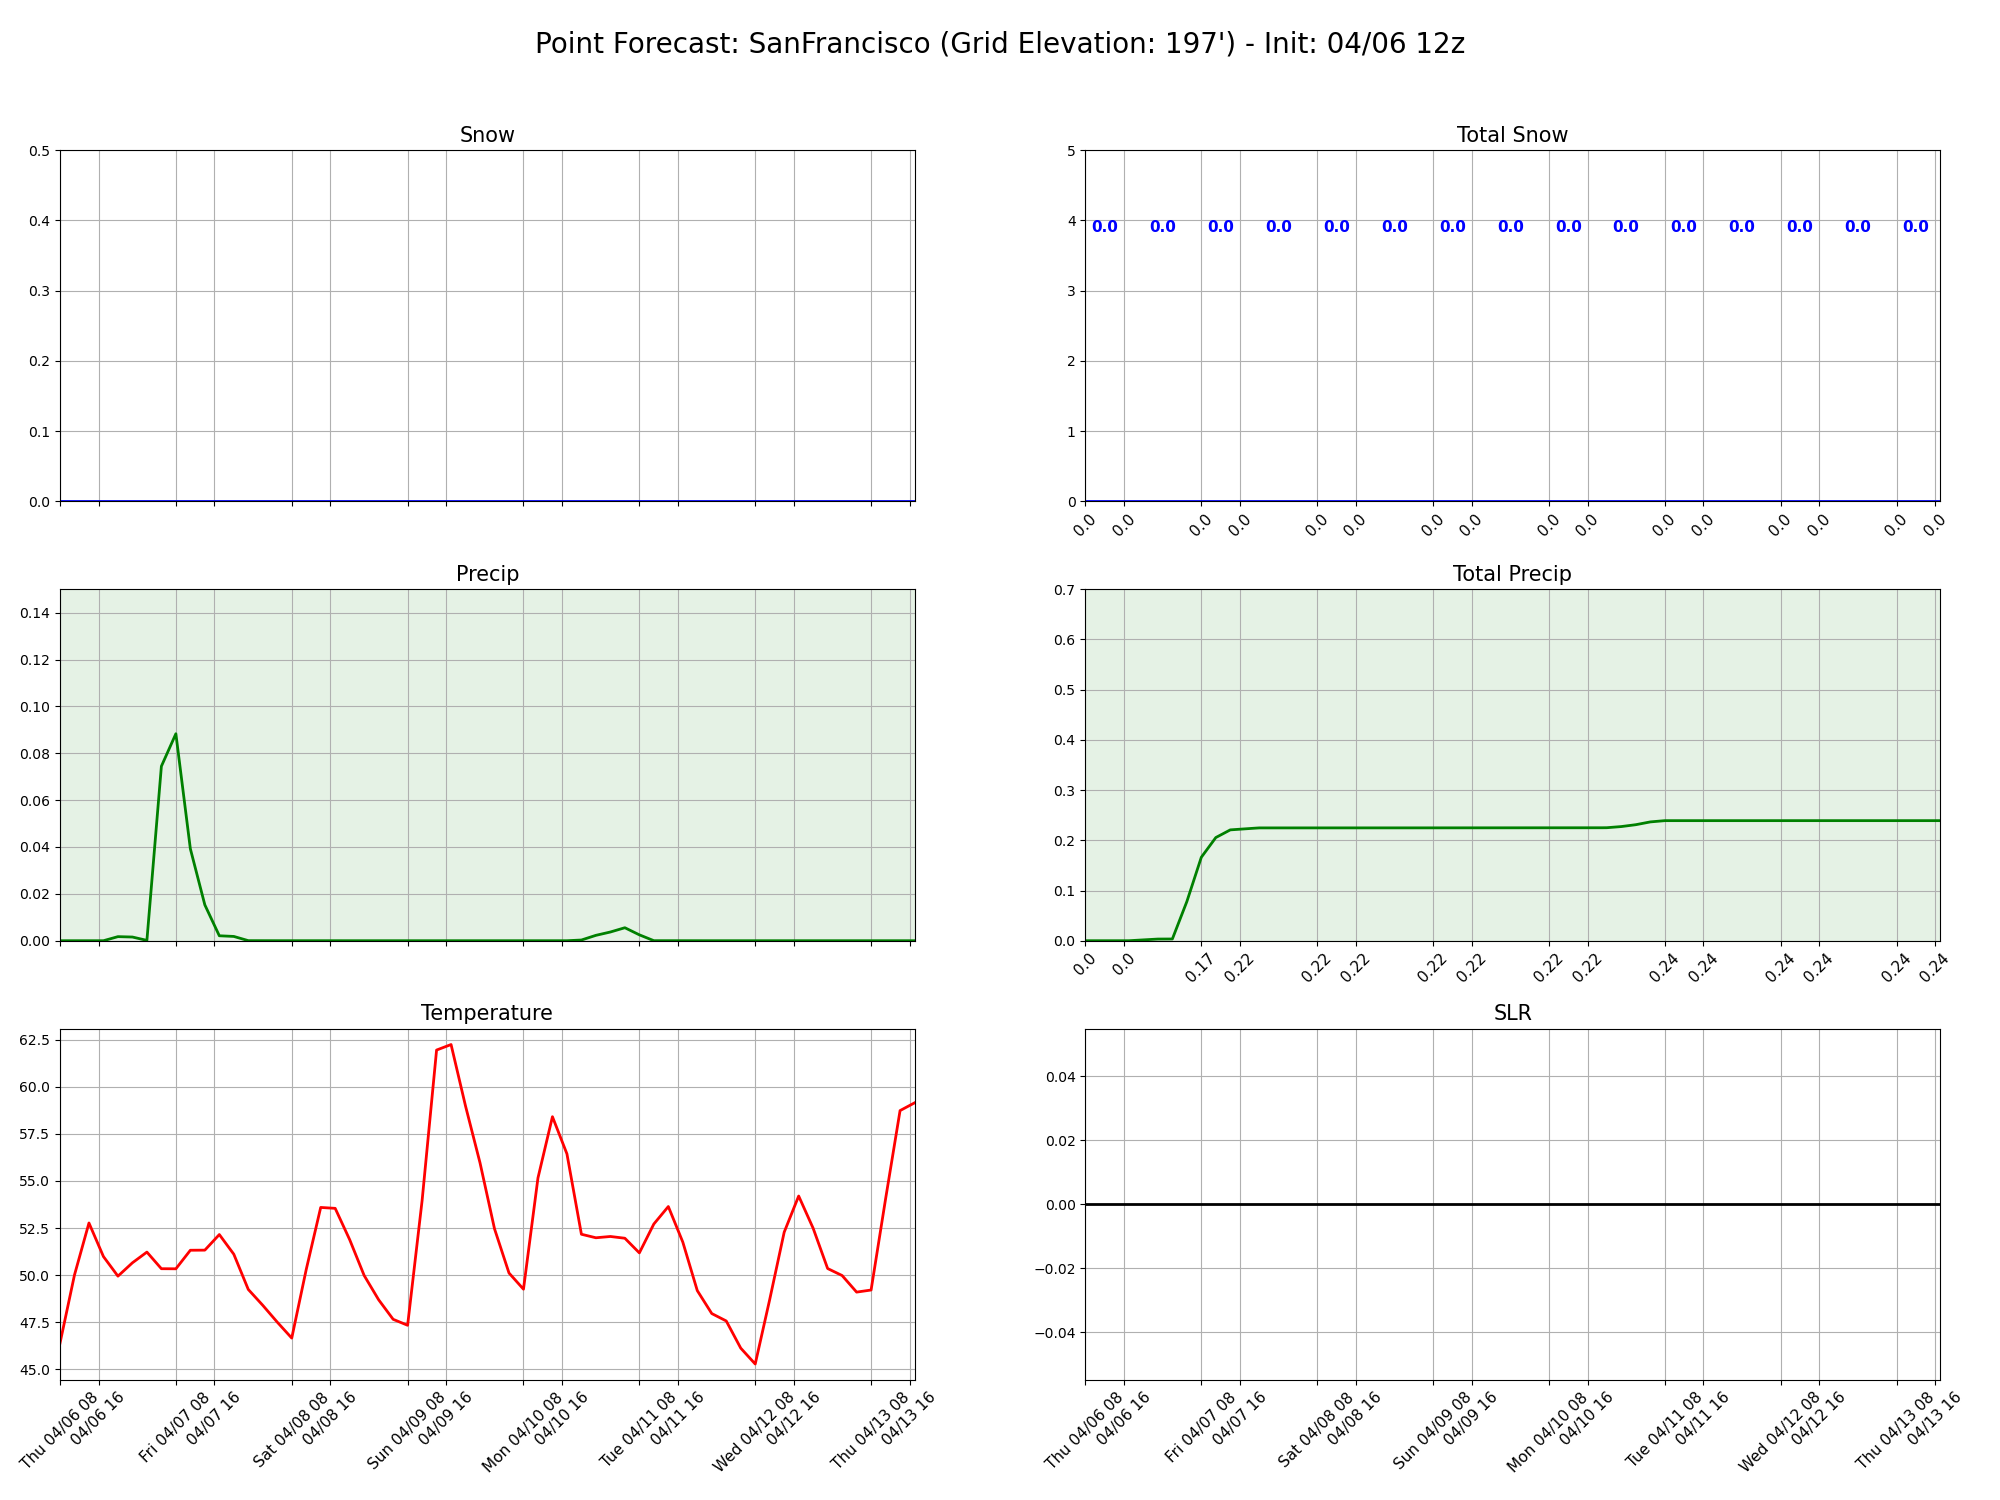 Point Forecast: SanFrancisco (Grid Elevation: 197') - Init: 04/06 12z
Snow
0.5
0.4
0.3
0.2
0.1
0.0
Total Snow
5
4
3
2
1
0
0.0 0.0 0.0 0.0 0.0 0.0 0.0 0.0 0.0 0.0 0.0 0.0 0.0 0.0 0.0
0.0 0.0 0.0 0.0 0.0 0.0 0.0 0.0 0.0 0.0 0.0 0.0 0.0 0.0 0.0 0.0
Precip
0.14
0.12
0.10
0.08
0.06
0.04
0.02
0.00
Total Precip
0.7
0.6
0.5
0.4
0.3
0.2
0.1
0.0
0.0 0.0 0.17 0.22 0.22 0.22 0.22 0.22 0.22 0.22 0.24 0.24 0.24 0.24 0.24 0.24
Temperature
62.5
60.0
57.5
55.0
52.5
50.0
47.5
45.0
Thu 04/06 08
04/06 16
Fri 04/07 08
04/07 16
Sat 04/08 08
04/08 16
Sun 04/09 08
04/09 16
Mon 04/10 08
04/10 16
Tue 04/11 08
04/11 16
Wed 04/12 08
04/12 16
Thu 04/13 08
04/13 16
SLR
0.04
0.02
0.00
−0.02
−0.04
Thu 04/06 08
04/06 16
Fri 04/07 08
04/07 16
Sat 04/08 08
04/08 16
Sun 04/09 08
04/09 16
Mon 04/10 08
04/10 16
Tue 04/11 08
04/11 16
Wed 04/12 08
04/12 16
Thu 04/13 08
04/13 16